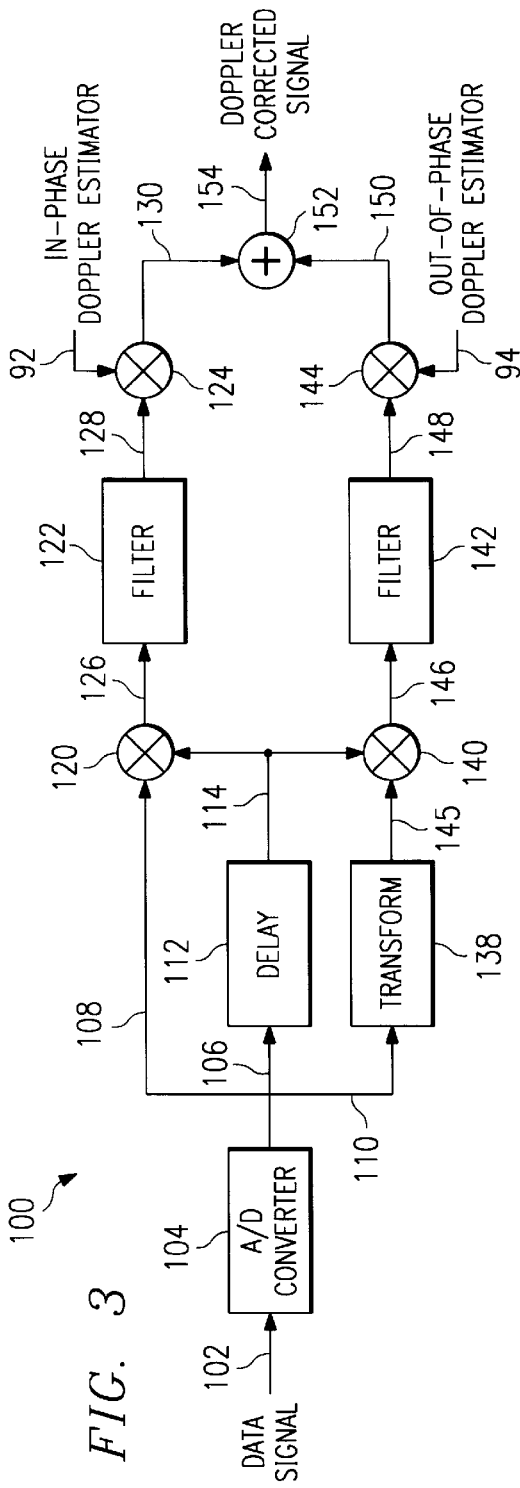 FIG. 3
100
DATA
SIGNAL
102
A/D
CONVERTER
104
106
108
110
DELAY
112
114
TRANSFORM
138
145
120
126
FILTER
122
128
IN-PHASE
DOPPLER ESTIMATOR
92
124
130
140
146
FILTER
142
148
144
150
OUT-OF-PHASE
DOPPLER ESTIMATOR
94
152
154
DOPPLER
CORRECTED
SIGNAL